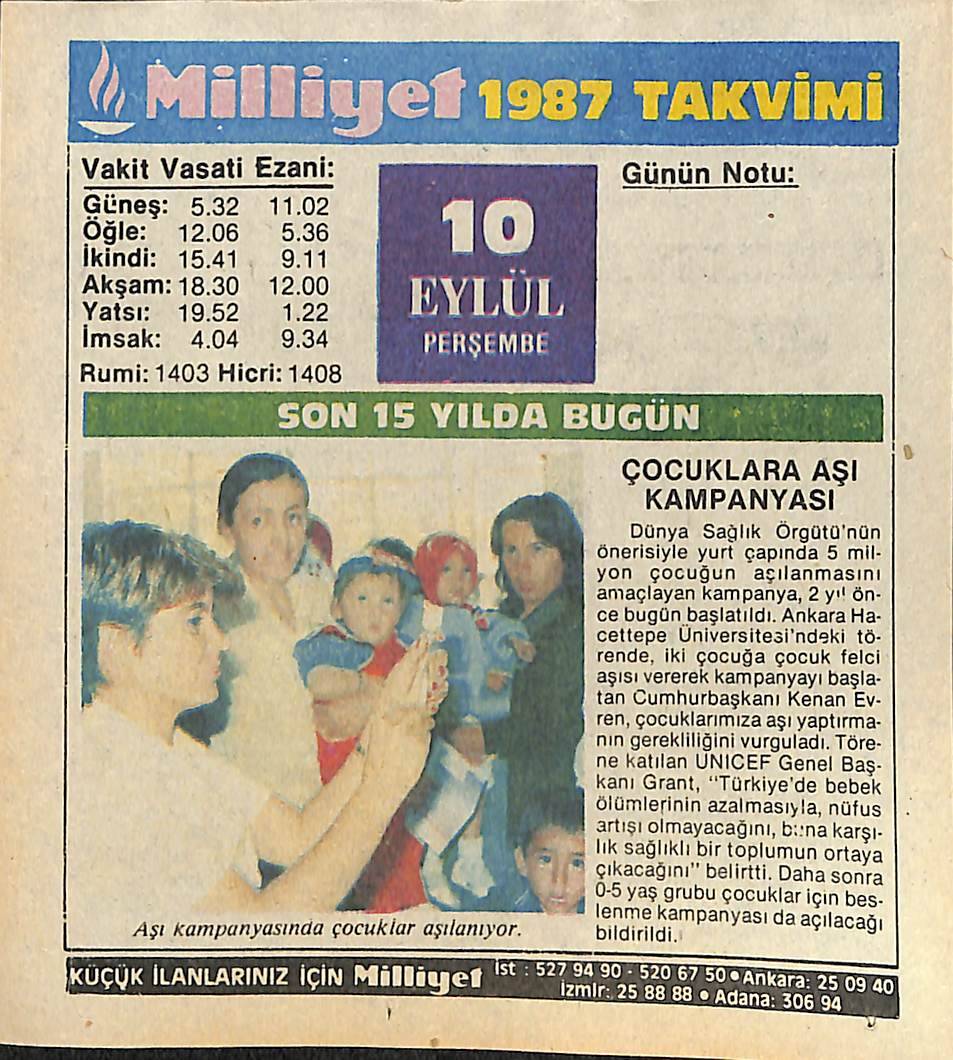 Milliyet 1987 TAKVİMİ
Vakit Vasati Ezani:
Güneş: 5.32 11.02
Öğle: 12.06 5.36
İkindi: 15.41 9.11
Akşam: 18.30 12.00
Yatsı: 19.52 1.22
İmsak: 4.04 9.34
Rumi: 1403 Hicri: 1408
10
EYLÜL
PERŞEMBE
Günün Notu:
SON 15 YILDA BUGÜN
ÇOCUKLARA AŞI
KAMPANYASI
Dünya Sağlık Örgütü'nün
önerisiyle yurt çapında 5 mil-
yon çocuğun aşılanmasını
amaçlayan kampanya, 2 yıl ön-
ce bugün başlatıldı. Ankara Ha-
cettepe Üniversitesi'ndeki tö-
rende, iki çocuğa çocuk felci
aşısı vererek kampanyayı başla-
tan Cumhurbaşkanı Kenan Ev-
ren, çocuklarımıza aşı yaptırma-
nın gerekliliğini vurguladı. Töre-
ne katılan UNICEF Genel Baş-
kanı Grant, "Türkiye'de bebek
ölümlerinin azalmasıyla, nüfus
artışı olmayacağını, buna karşı-
lık sağlıklı bir toplumun ortaya
çıkacağını" belirtti. Daha sonra
0-5 yaş grubu çocuklar için bes-
lenme kampanyası da açılacağı
bildirildi.
Aşı kampanyasında çocuklar aşılanıyor.
KÜÇÜK İLANLARINIZ İÇİN Milliyet İst : 527 94 90 - 520 67 50 • Ankara: 25 09 40
İzmir: 25 88 88 • Adana: 306 94